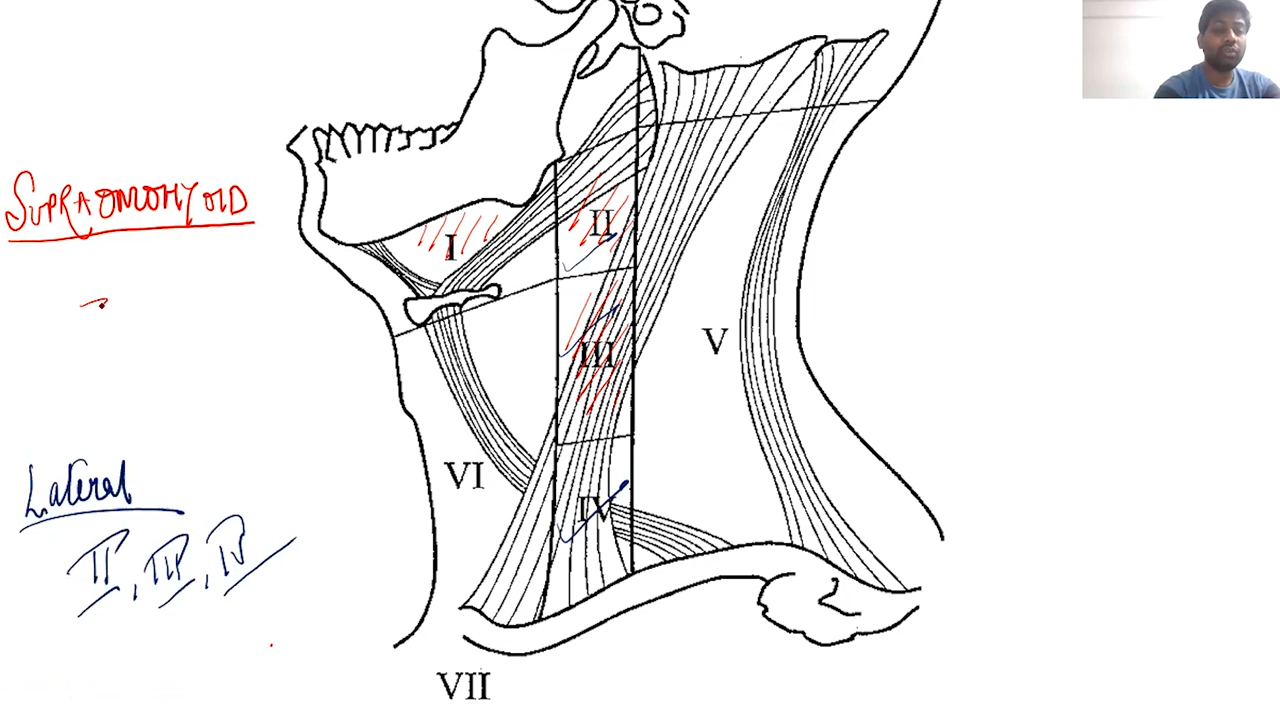 SUPRAOMOHYOID
I
II
III
V
Lateral
II, III, IV
VI
IV
VII